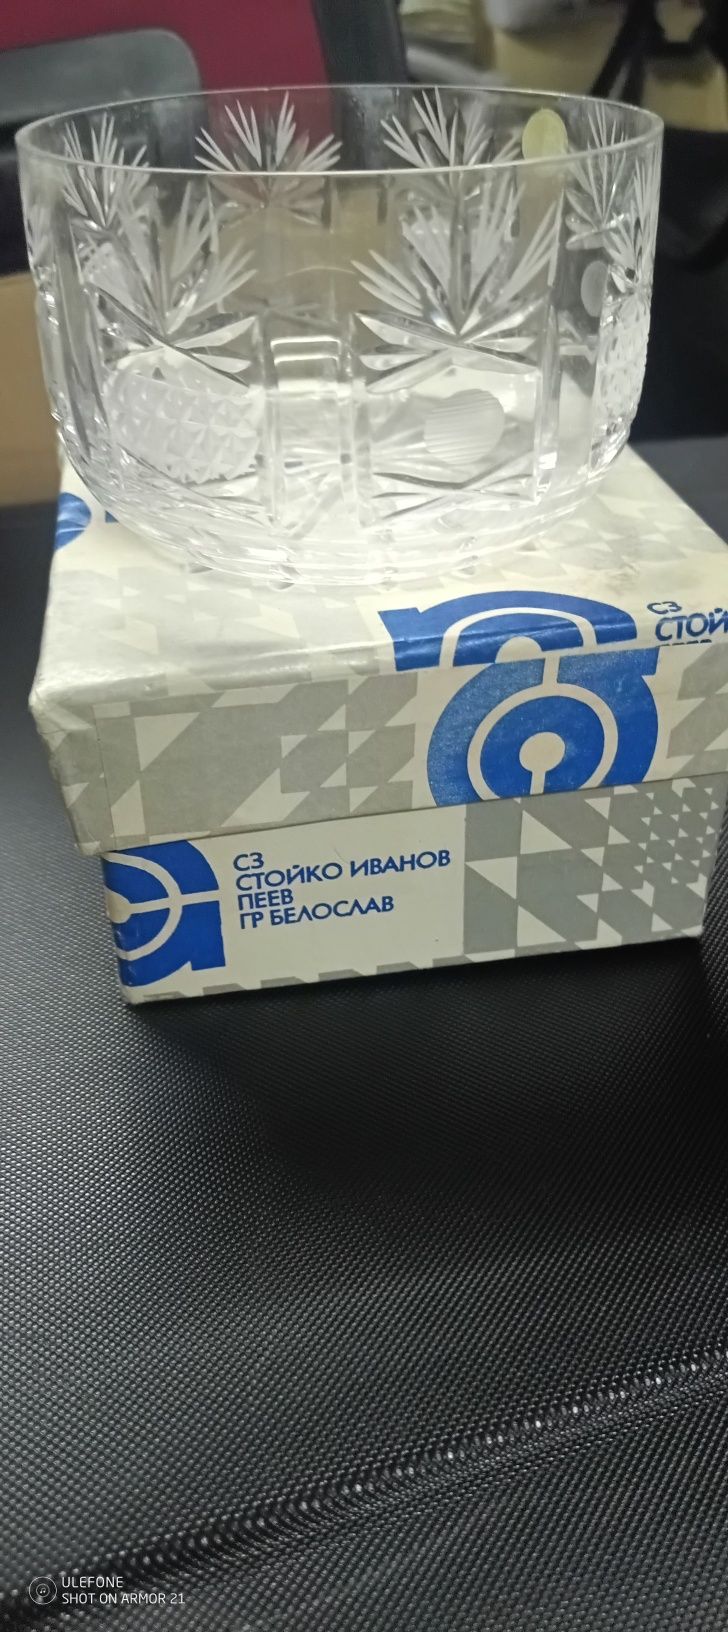 СЗ
СТОЙ
СЗ
СТОЙКО ИВАНОВ
ПЕЕВ
ГР БЕЛОСЛАВ
ULEFONE
SHOT ON ARMOR 21